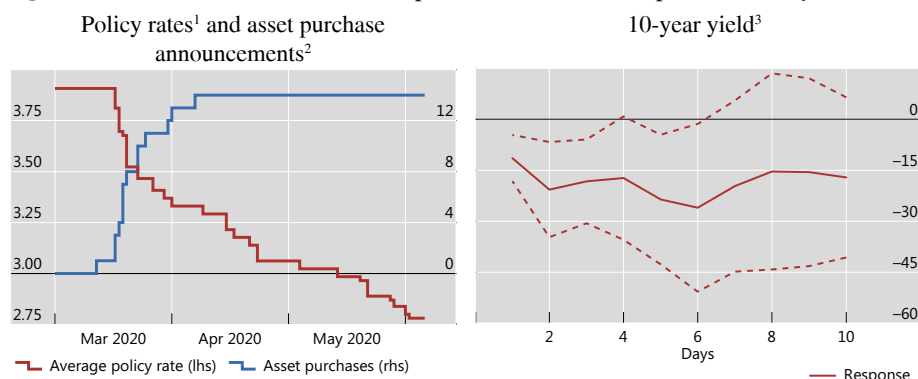 Policy rates¹ and asset purchase
announcements²
3.75
3.50
3.25
3.00
2.75
12
8
4
0
Mar 2020
Apr 2020
May 2020
Average policy rate (lhs)
Asset purchases (rhs)
10-year yield³
0
−15
−30
−45
−60
2
4
6
8
10
Days
Response